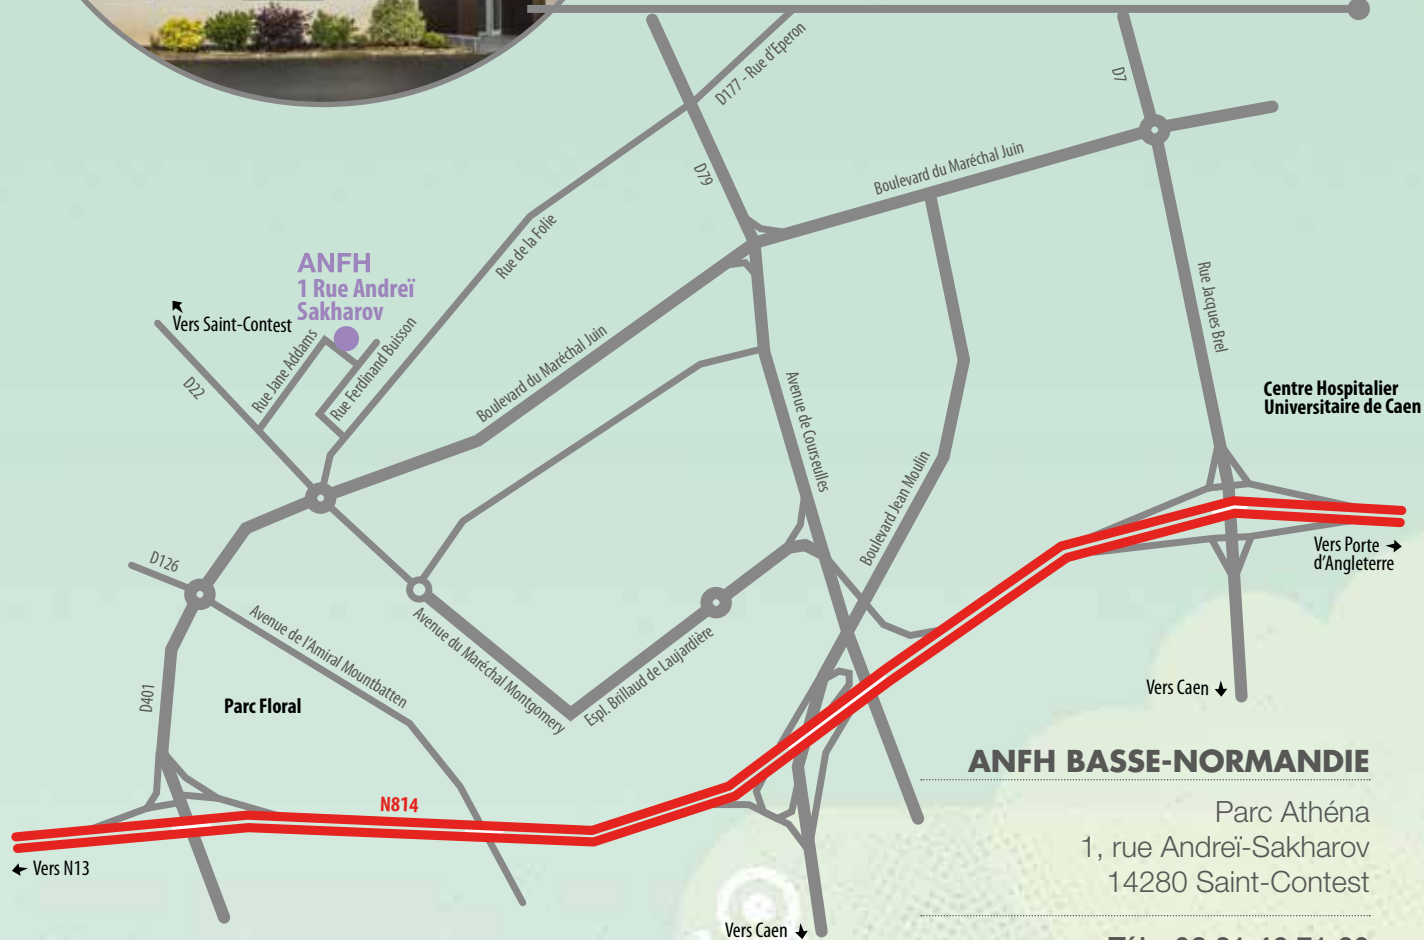 D177 - Rue d'Eperon
D7
D79
Boulevard du Maréchal Juin
Rue de la Folie
ANFH
1 Rue Andreï
Sakharov
Vers Saint-Contest
Rue Jane Addams
Rue Ferdinand Buisson
D22
Boulevard du Maréchal Juin
Rue Jacques Brel
Avenue de Courseulles
Centre Hospitalier
Universitaire de Caen
Boulevard Jean Moulin
Vers Porte
d'Angleterre
D126
Avenue de l'Amiral Mountbatten
Avenue du Maréchal Montgomery
Espl. Brillaud de Laujardière
D401
Parc Floral
Vers Caen
N814
Vers N13
Vers Caen
ANFH BASSE-NORMANDIE
Parc Athéna
1, rue Andreï-Sakharov
14280 Saint-Contest